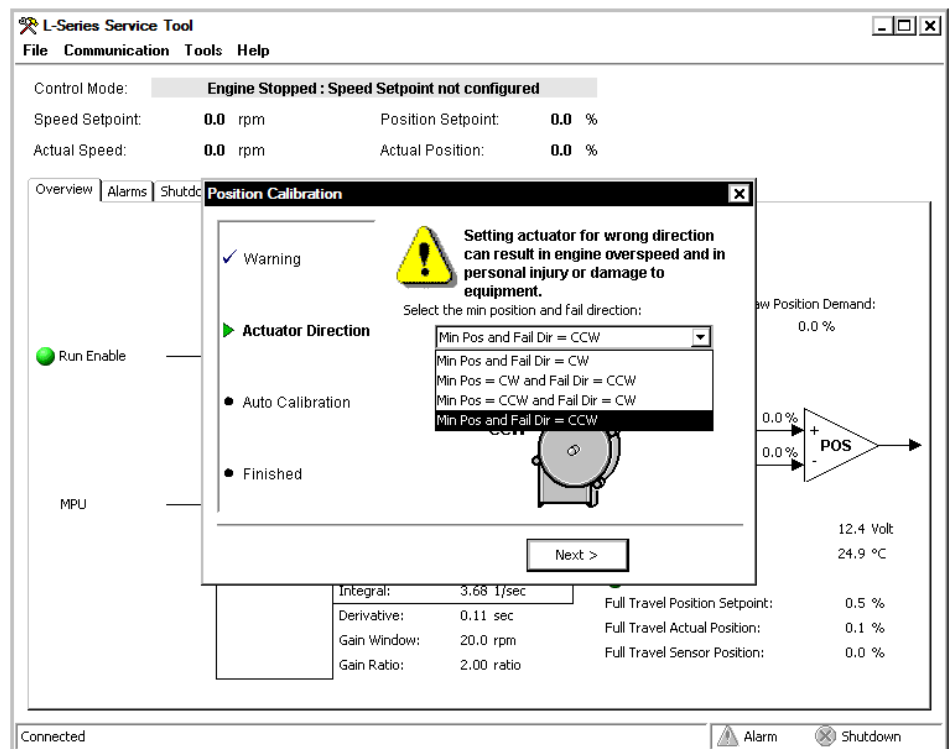 L-Series Service Tool
File Communication Tools Help
Control Mode: Engine Stopped : Speed Setpoint not configured
Speed Setpoint: 0.0 rpm Position Setpoint: 0.0 %
Actual Speed: 0.0 rpm Actual Position: 0.0 %
Overview Alarms Shutdo
Position Calibration
Warning
Actuator Direction
Auto Calibration
Finished
Setting actuator for wrong direction
can result in engine overspeed and in
personal injury or damage to
equipment.
Select the min position and fail direction:
Min Pos and Fail Dir = CCW
Min Pos and Fail Dir = CW
Min Pos = CW and Fail Dir = CCW
Min Pos = CCW and Fail Dir = CW
Min Pos and Fail Dir = CCW
Next >
Run Enable
MPU
Position Demand:
0.0 %
0.0 %
+
0.0 %
-
POS
12.4 Volt
24.9 °C
Integral: 3.68 1/sec
Derivative: 0.11 sec
Gain Window: 20.0 rpm
Gain Ratio: 2.00 ratio
Full Travel Position Setpoint: 0.5 %
Full Travel Actual Position: 0.1 %
Full Travel Sensor Position: 0.0 %
Connected
Alarm Shutdown